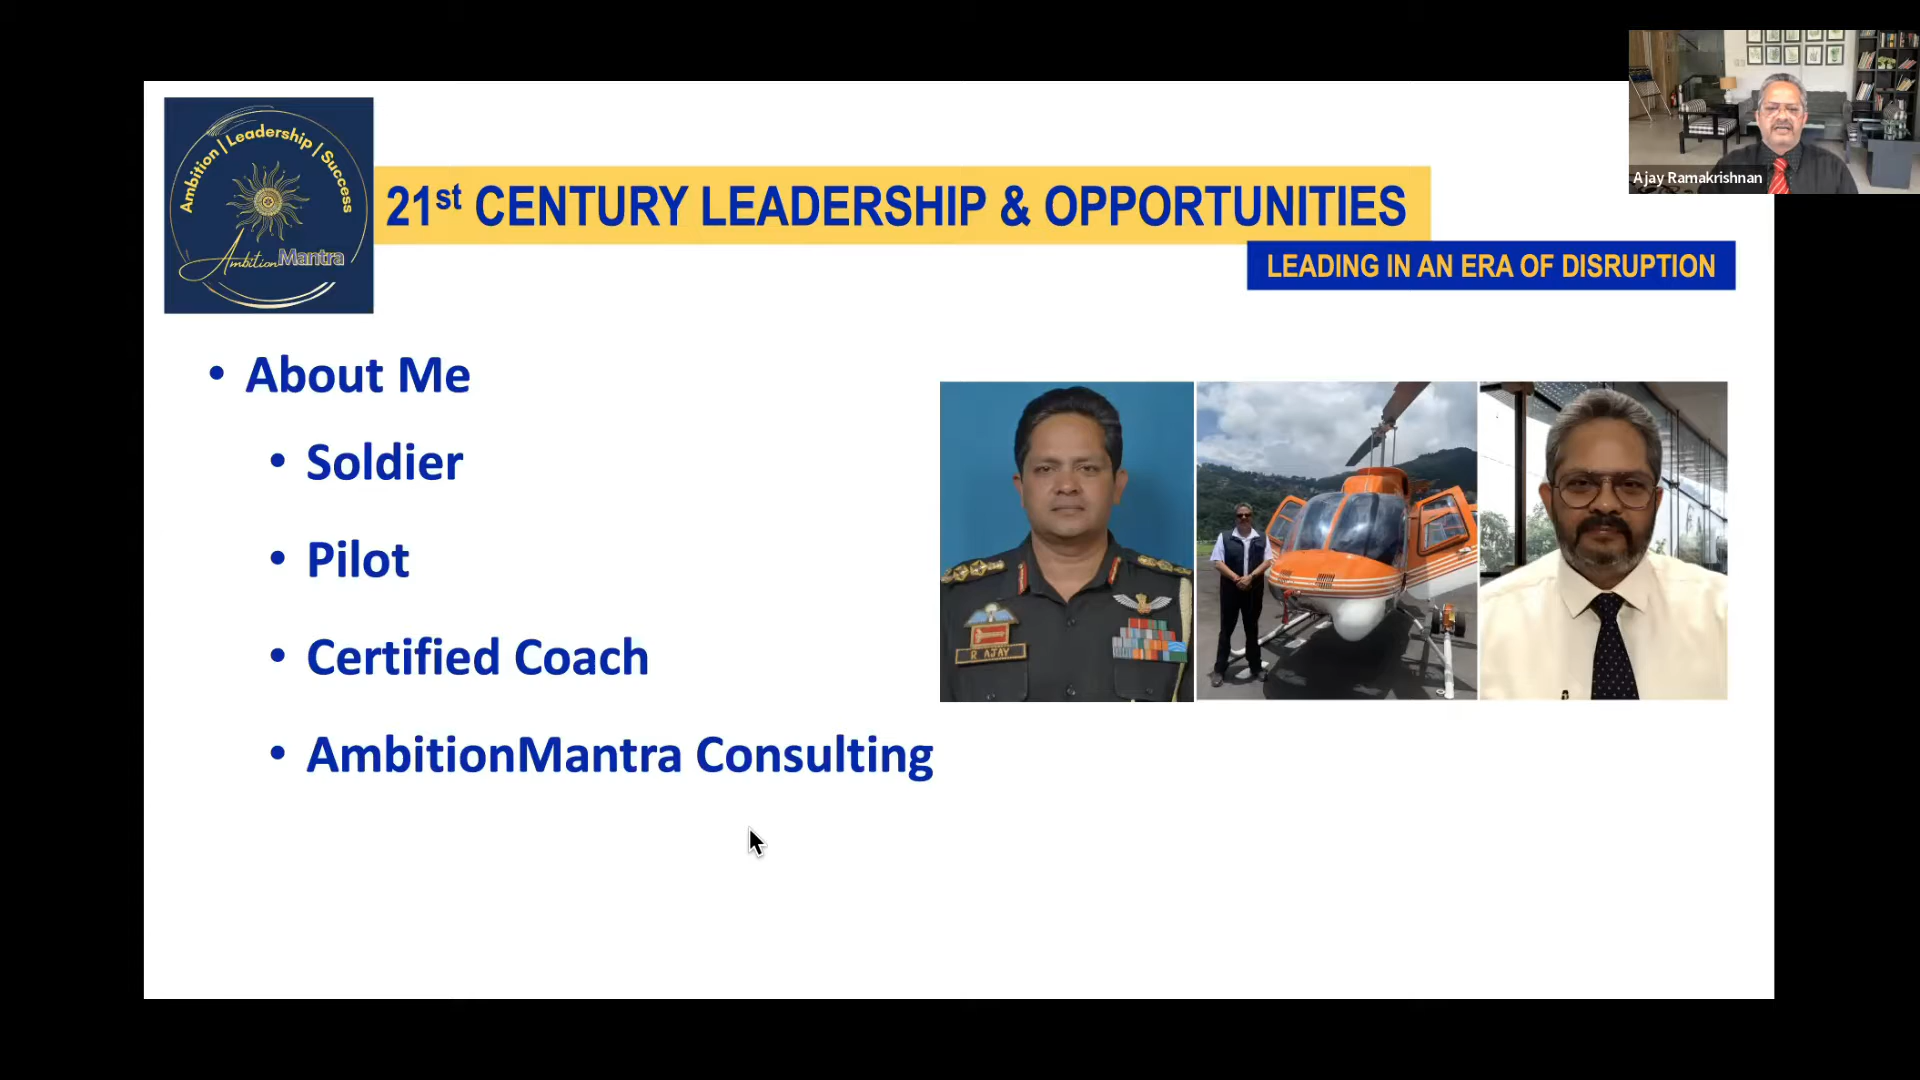 Ambition | Leadership | Success
AmbitionMantra
21st CENTURY LEADERSHIP & OPPORTUNITIES
LEADING IN AN ERA OF DISRUPTION
Ajay Ramakrishnan
• About Me
• Soldier
• Pilot
• Certified Coach
• AmbitionMantra Consulting
R AJAY